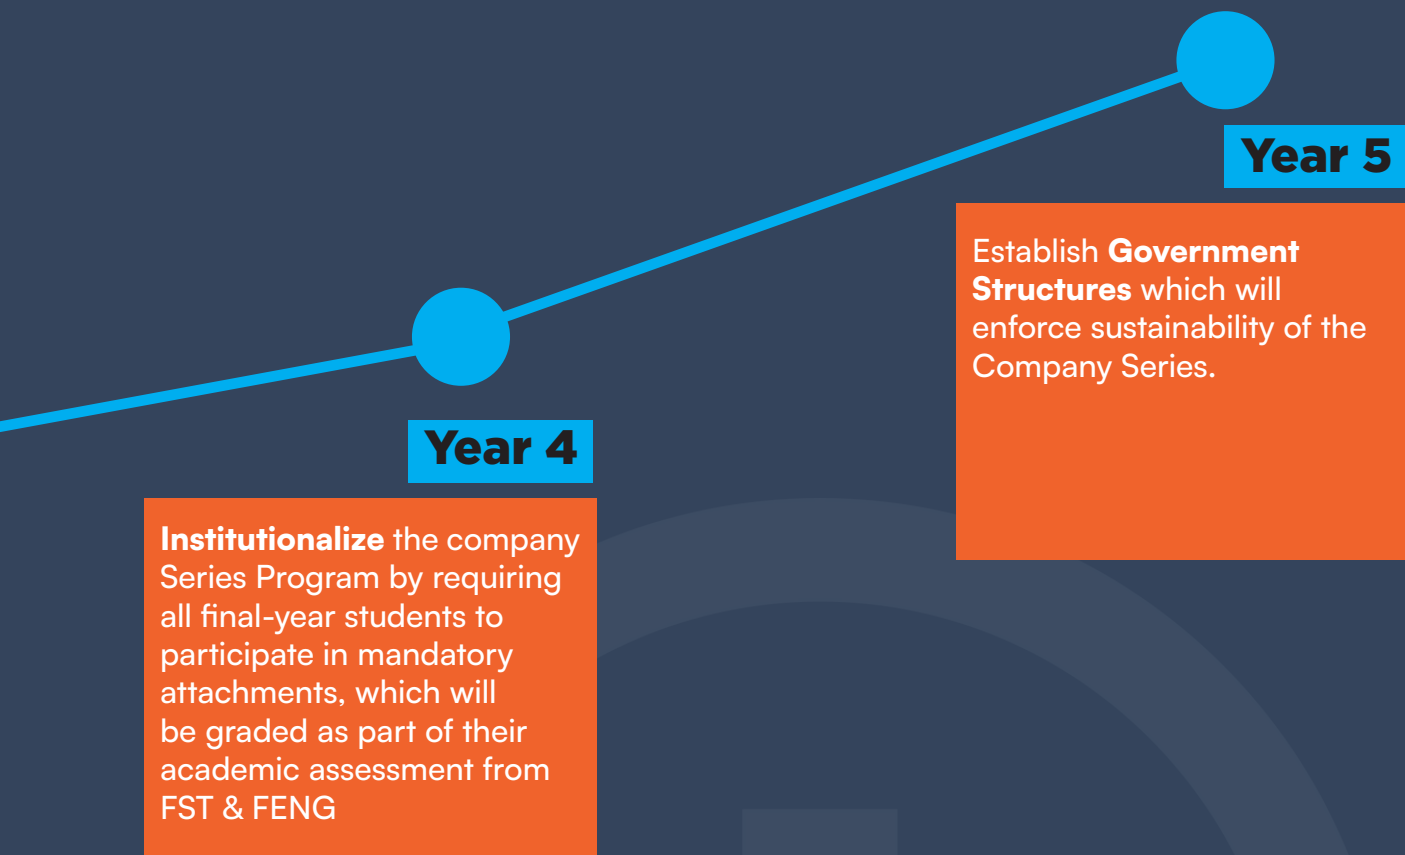 Year 5
Establish Government
Structures which will
enforce sustainability of the
Company Series.
Year 4
Institutionalize the company
Series Program by requiring
all final-year students to
participate in mandatory
attachments, which will
be graded as part of their
academic assessment from
FST & FENG